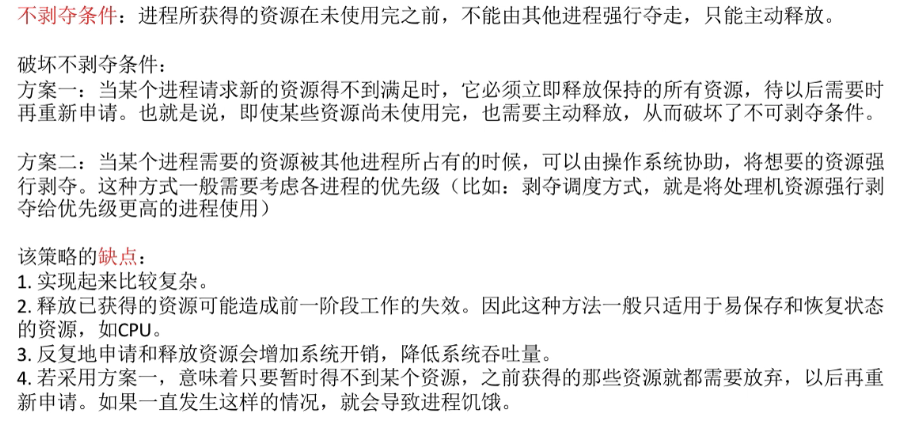 不剥夺条件：进程所获得的资源在未使用完之前，不能由其他进程强行夺走，只能主动释放。
破坏不剥夺条件：
方案一：当某个进程请求新的资源得不到满足时，它必须立即释放保持的所有资源，待以后需要时
再重新申请。也就是说，即使某些资源尚未使用完，也需要主动释放，从而破坏了不可剥夺条件。
方案二：当某个进程需要的资源被其他进程所占有的时候，可以由操作系统协助，将想要的资源强
行剥夺。这种方式一般需要考虑各进程的优先级（比如：剥夺调度方式，就是将处理机资源强行剥
夺给优先级更高的进程使用）
该策略的缺点：
1. 实现起来比较复杂。
2. 释放已获得的资源可能造成前一阶段工作的失效。因此这种方法一般只适用于易保存和恢复状态
的资源，如CPU。
3. 反复地申请和释放资源会增加系统开销，降低系统吞吐量。
4. 若采用方案一，意味着只要暂时得不到某个资源，之前获得的那些资源就都需要放弃，以后再重
新申请。如果一直发生这样的情况，就会导致进程饥饿。